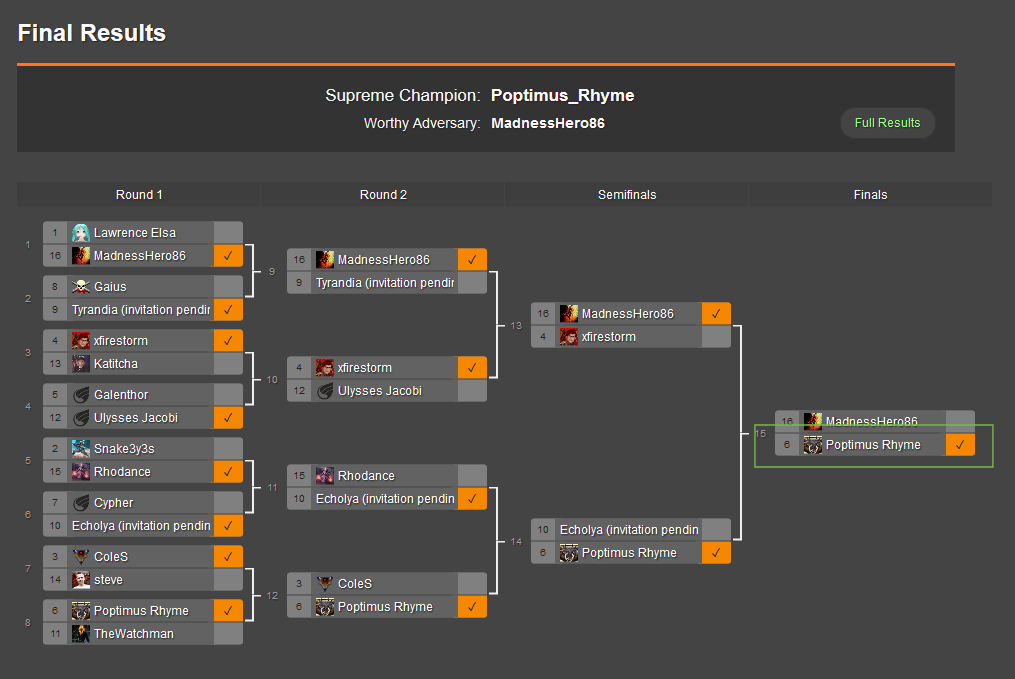 Final Results
Supreme Champion: Poptimus_Rhyme
Worthy Adversary: MadnessHero86
Full Results
Round 1
Round 2
Semifinals
Finals
1
1 Lawrence Elsa
16 MadnessHero86 ✓
2
8 Gaius
9 Tyrandia (invitation pendin ✓
3
4 xfirestorm ✓
13 Katitcha
4
5 Galenthor
12 Ulysses Jacobi ✓
5
2 Snake3y3s
15 Rhodance ✓
6
7 Cypher
10 Echolya (invitation pendin ✓
7
3 ColeS ✓
14 steve
8
6 Poptimus Rhyme ✓
11 TheWatchman
9
16 MadnessHero86 ✓
9 Tyrandia (invitation pendin
10
4 xfirestorm ✓
12 Ulysses Jacobi
11
15 Rhodance
10 Echolya (invitation pendin ✓
12
3 ColeS
6 Poptimus Rhyme ✓
13
16 MadnessHero86 ✓
4 xfirestorm
14
10 Echolya (invitation pendin
6 Poptimus Rhyme ✓
15
16 MadnessHero86
6 Poptimus Rhyme ✓